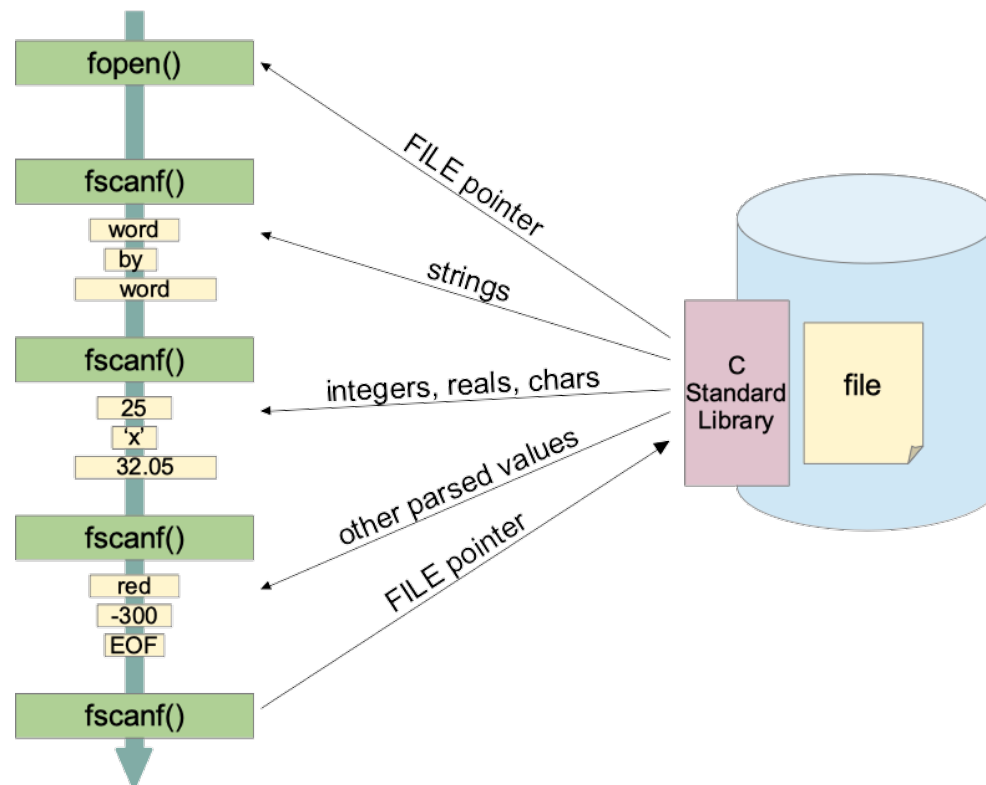 fopen()
fscanf()
word
by
word
fscanf()
25
‘x’
32.05
fscanf()
red
-300
EOF
fscanf()
FILE pointer
strings
integers, reals, chars
other parsed values
FILE pointer
C
Standard
Library
file